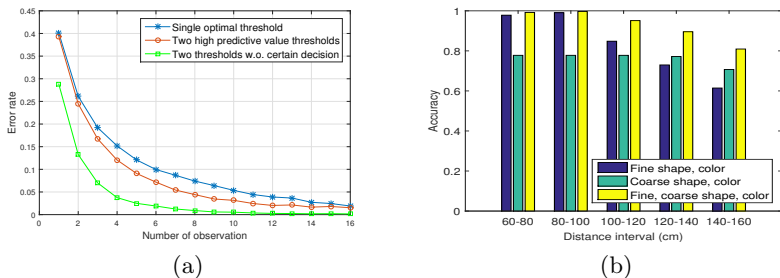 0.45
0.4
0.35
0.3
0.25
0.2
0.15
0.1
0.05
0
Error rate
Single optimal threshold
Two high predictive value thresholds
Two thresholds w.o. certain decision
0 2 4 6 8 10 12 14 16
Number of observation
(a)
1
0.8
0.6
0.4
0.2
0
Accuracy
Fine shape, color
Coarse shape, color
Fine, coarse shape, color
60-80 80-100 100-120 120-140 140-160
Distance interval (cm)
(b)